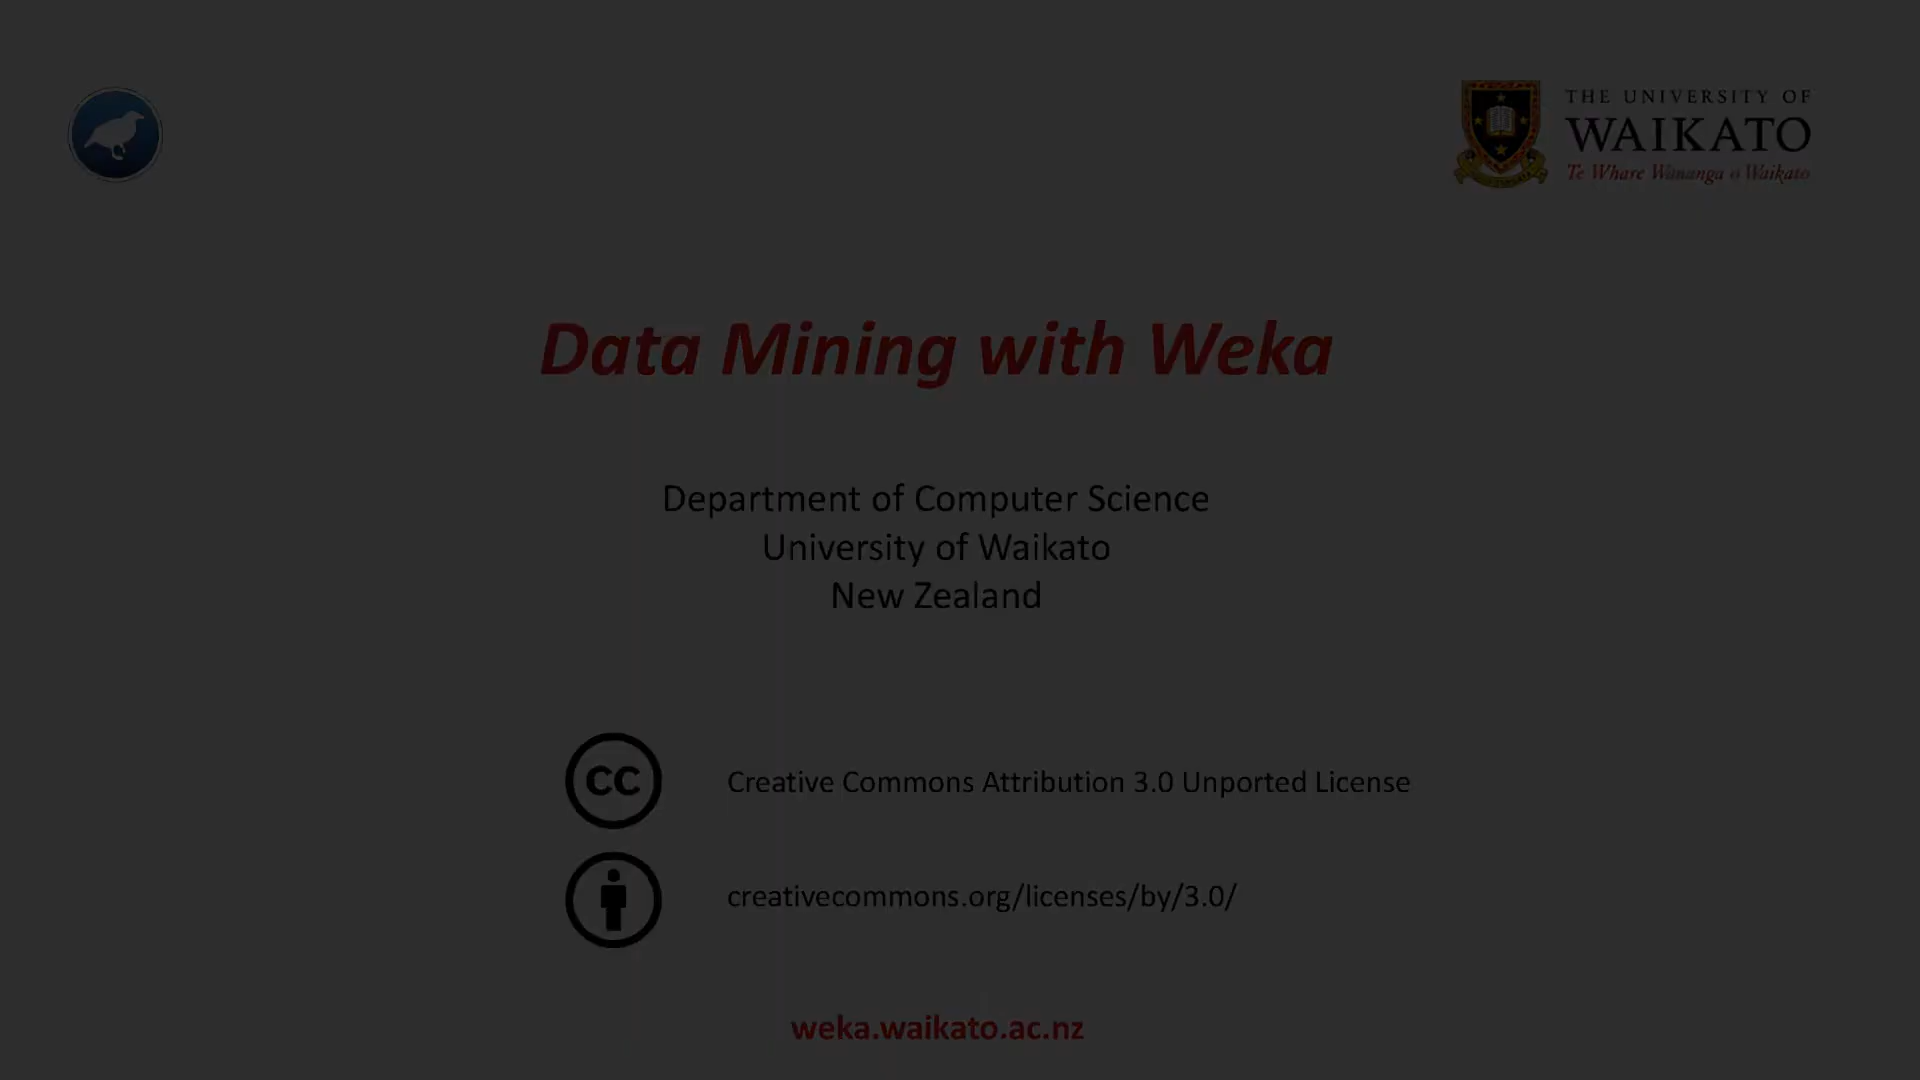 THE UNIVERSITY OF
WAIKATO
Te Whare Wānanga o Waikato
Data Mining with Weka
Department of Computer Science
University of Waikato
New Zealand
CC
Creative Commons Attribution 3.0 Unported License
creativecommons.org/licenses/by/3.0/
weka.waikato.ac.nz